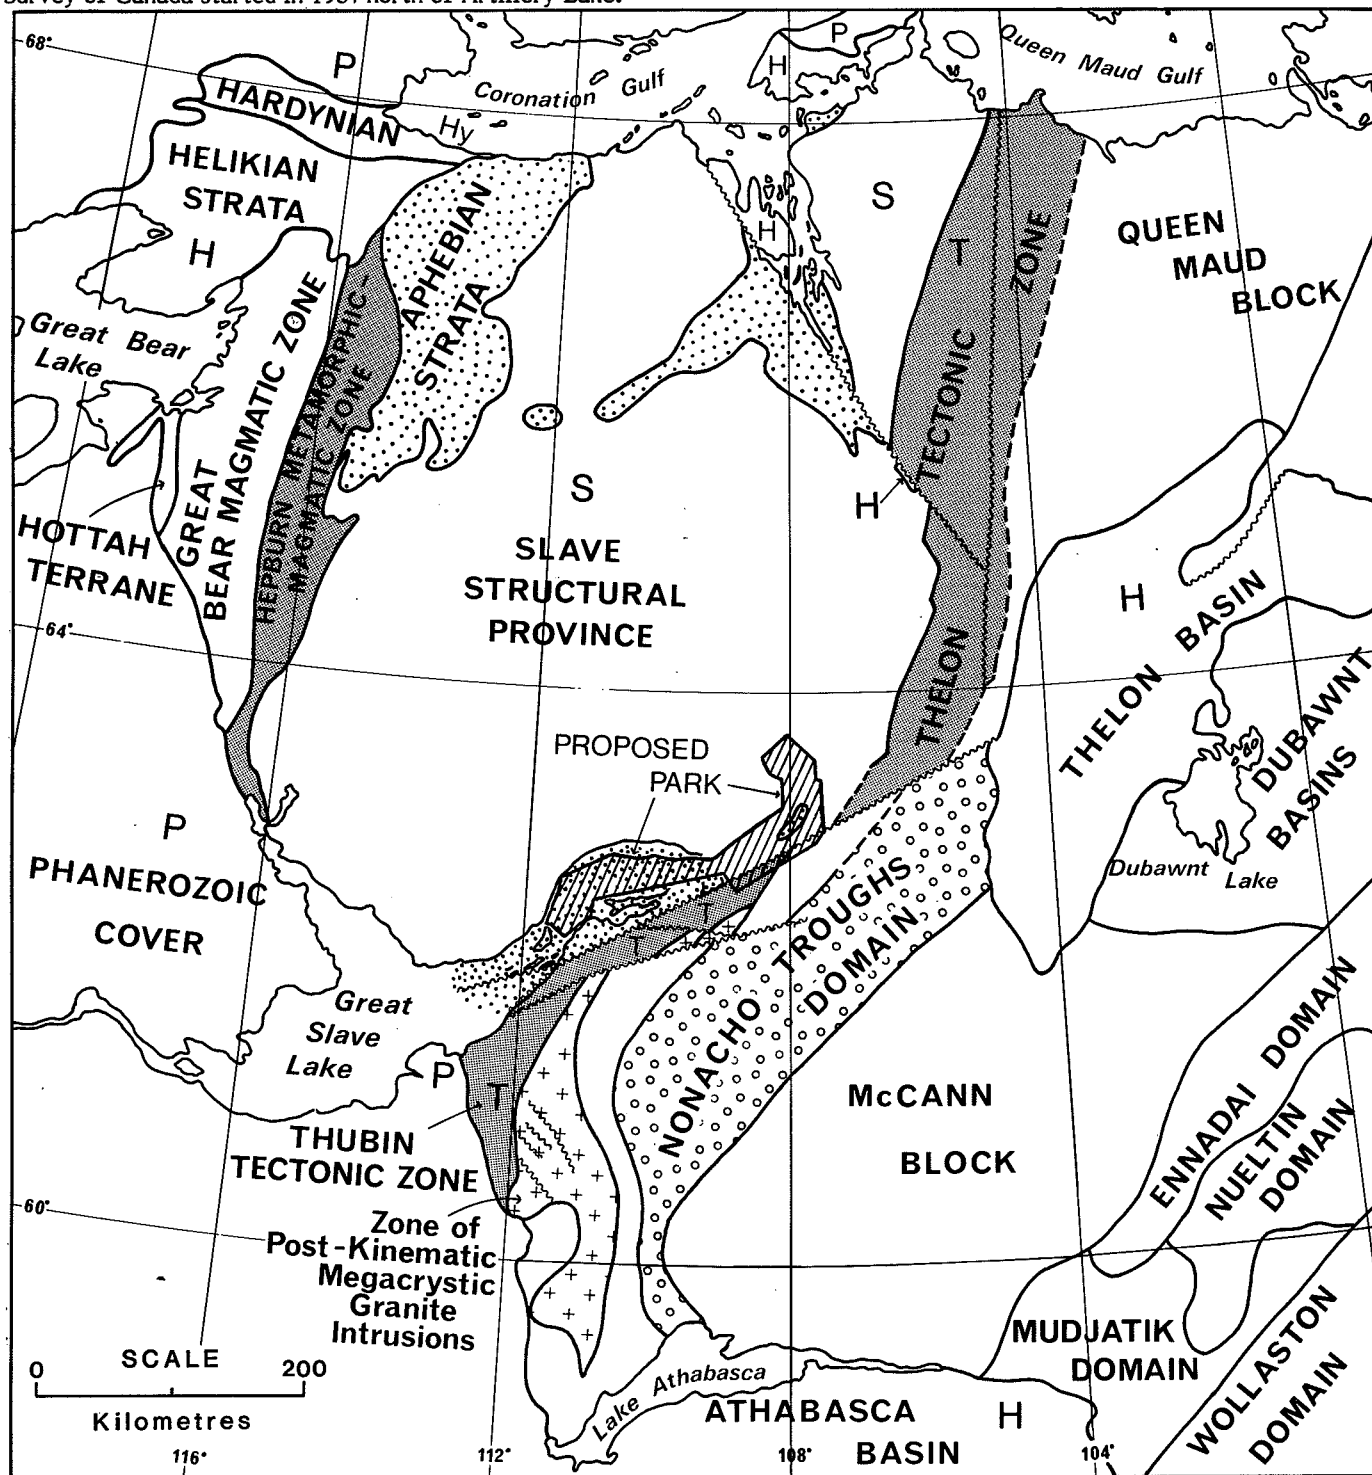 68°
P
HARDYNIAN
Hy
Coronation Gulf
H
P
Queen Maud Gulf
HELIKIAN
STRATA
H
APHEBIAN
STRATA
H
S
T
ZONE
TECTONIC
THELON
QUEEN
MAUD
BLOCK
Great Bear
Lake
GREAT
BEAR MAGMATIC ZONE
HEPBURN METAMORPHIC-
MAGMATIC ZONE
HOTTAH
TERRANE
S
SLAVE
STRUCTURAL
PROVINCE
H
H
THELON BASIN
DUBAWNT
BASINS
64°
PROPOSED
PARK
P
PHANEROZOIC
COVER
Dubawnt Lake
T
T
NONACHO TROUGHS
DOMAIN
Great
Slave
Lake
P
T
McCANN
BLOCK
ENNADAI DOMAIN
NUELTIN
DOMAIN
THUBIN
TECTONIC ZONE
60°
Zone of
Post-Kinematic
Megacrystic
Granite
Intrusions
MUDJATIK
DOMAIN
WOLLASTON
DOMAIN
SCALE
0 200
Kilometres
Lake Athabasca
ATHABASCA
BASIN
H
116° 112° 108° 104°